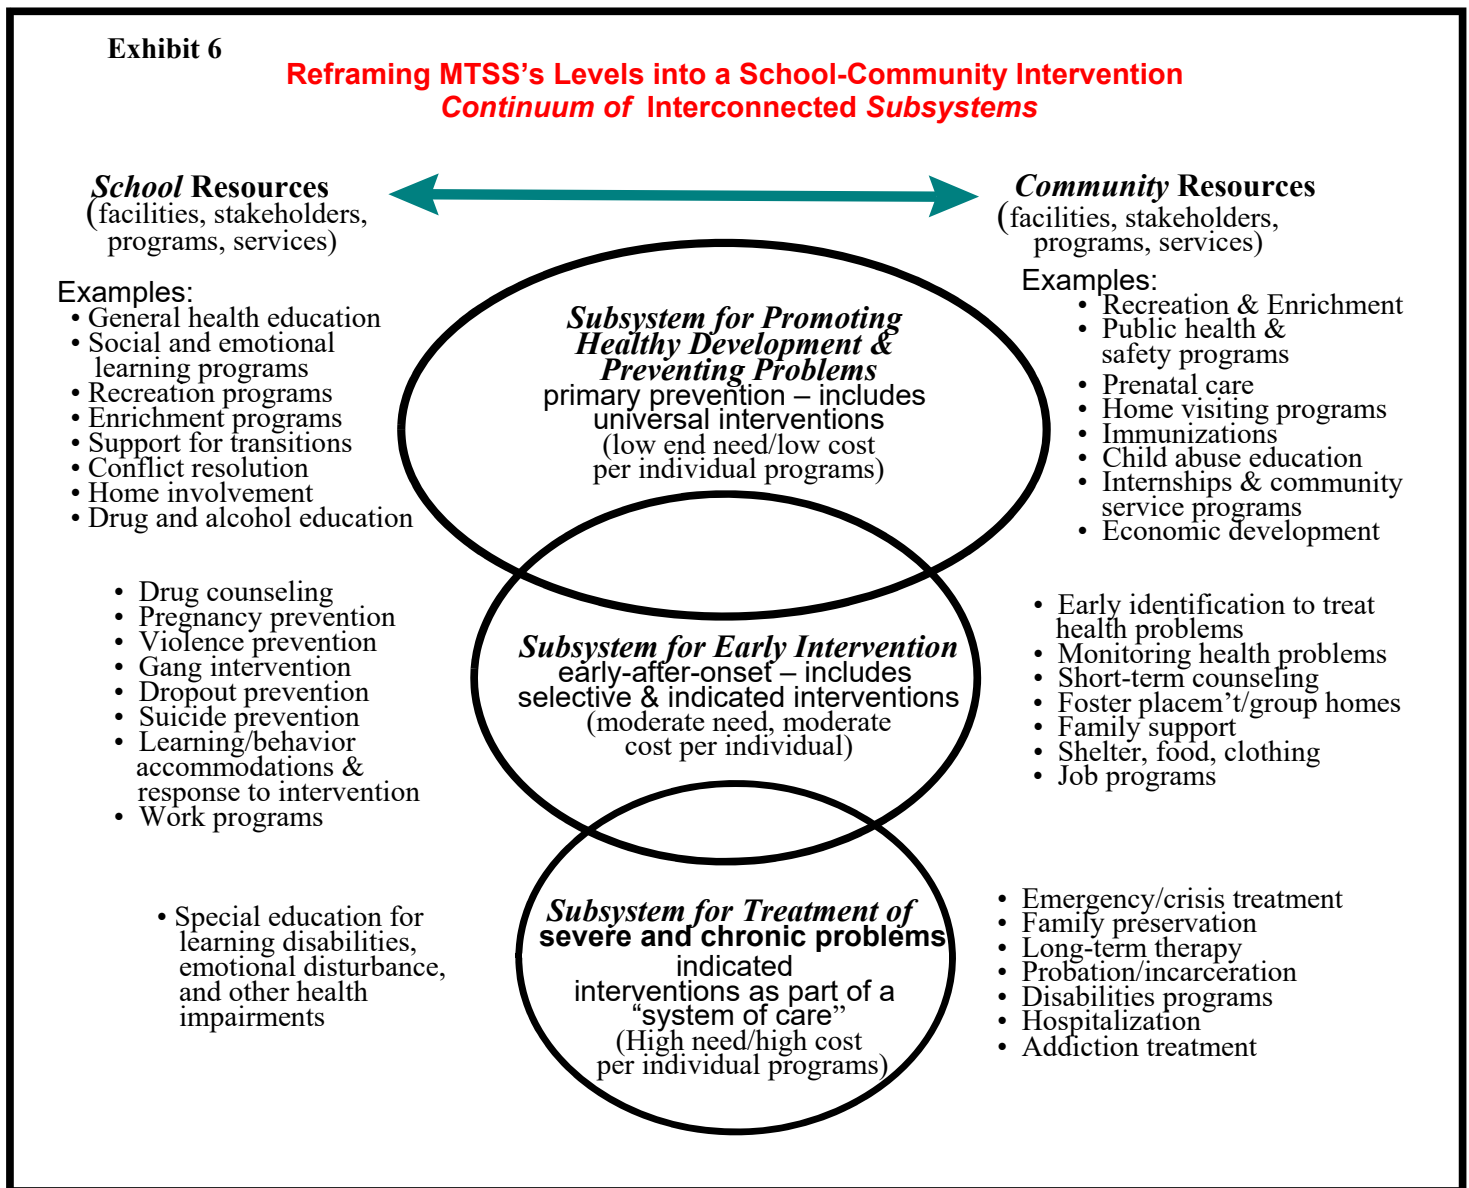 Exhibit 6
Reframing MTSS's Levels into a School-Community Intervention
Continuum of Interconnected Subsystems
School Resources
(facilities, stakeholders,
programs, services)
Examples:
• General health education
• Social and emotional
learning programs
• Recreation programs
• Enrichment programs
• Support for transitions
• Conflict resolution
• Home involvement
• Drug and alcohol education
• Drug counseling
• Pregnancy prevention
• Violence prevention
• Gang intervention
• Dropout prevention
• Suicide prevention
• Learning/behavior
accommodations &
response to intervention
• Work programs
• Special education for
learning disabilities,
emotional disturbance,
and other health
impairments
Subsystem for Promoting
Healthy Development &
Preventing Problems
primary prevention – includes
universal interventions
(low end need/low cost
per individual programs)
Subsystem for Early Intervention
early-after-onset – includes
selective & indicated interventions
(moderate need, moderate
cost per individual)
Subsystem for Treatment of
severe and chronic problems
indicated
interventions as part of a
“system of care”
(High need/high cost
per individual programs)
Community Resources
(facilities, stakeholders,
programs, services)
Examples:
• Recreation & Enrichment
• Public health &
safety programs
• Prenatal care
• Home visiting programs
• Immunizations
• Child abuse education
• Internships & community
service programs
• Economic development
• Early identification to treat
health problems
• Monitoring health problems
• Short-term counseling
• Foster placem’t/group homes
• Family support
• Shelter, food, clothing
• Job programs
• Emergency/crisis treatment
• Family preservation
• Long-term therapy
• Probation/incarceration
• Disabilities programs
• Hospitalization
• Addiction treatment